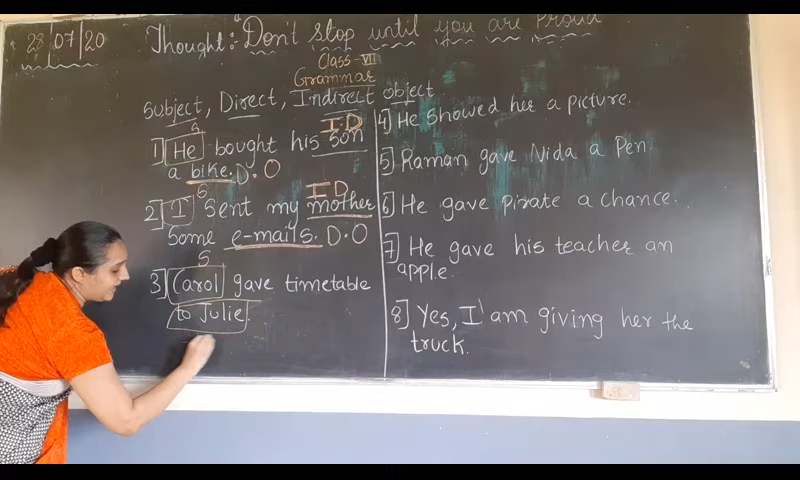 28/07/20
Thought:- "Don't stop until you are Proud
Class-VII
Grammar
Subject, Direct, Indirect object
S I.D
1] He bought his son
a bike. D.O
S I D
2] I Sent my mother
Some e-mails. D.O
S
3] Carol gave timetable
to Julie
4] He Showed her a picture.
5] Raman gave Nida a Pen
6] He gave pirate a chance.
7] He gave his teacher an
apple.
8] Yes, I am giving her the
truck.